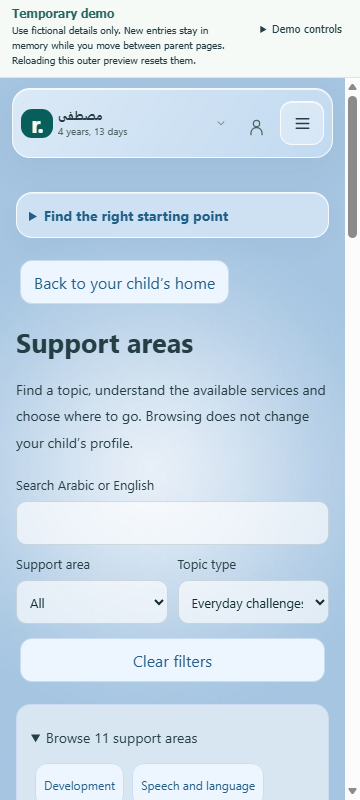 Temporary demo
Use fictional details only. New entries stay in
memory while you move between parent pages.
Reloading this outer preview resets them.
Demo controls
r.
مصطفى
4 years, 13 days
Find the right starting point
Back to your child's home
Support areas
Find a topic, understand the available services and
choose where to go. Browsing does not change
your child's profile.
Search Arabic or English
Support area
Topic type
All
Everyday challenges
Clear filters
Browse 11 support areas
Development
Speech and language